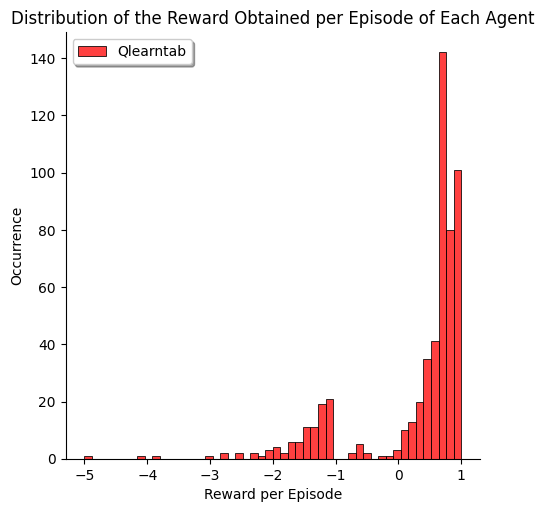 Distribution of the Reward Obtained per Episode of Each Agent
Qlearntab
140
120
100
80
60
40
20
0
Occurrence
−5 −4 −3 −2 −1 0 1
Reward per Episode